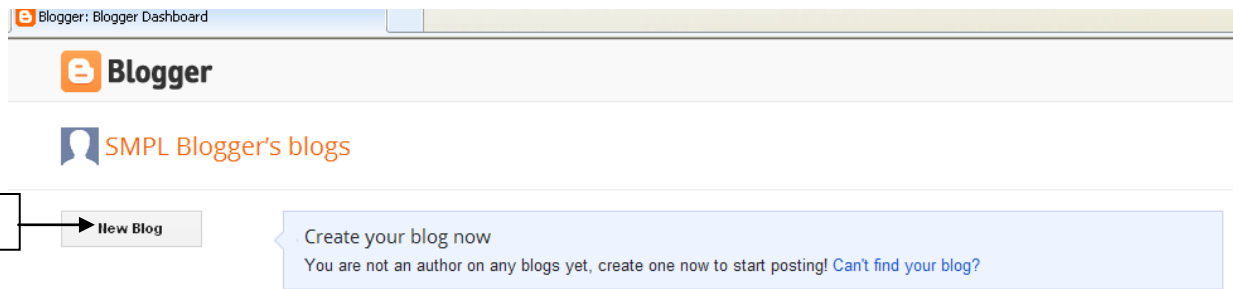 Blogger: Blogger Dashboard
Blogger
SMPL Blogger's blogs
New Blog
Create your blog now
You are not an author on any blogs yet, create one now to start posting! Can't find your blog?